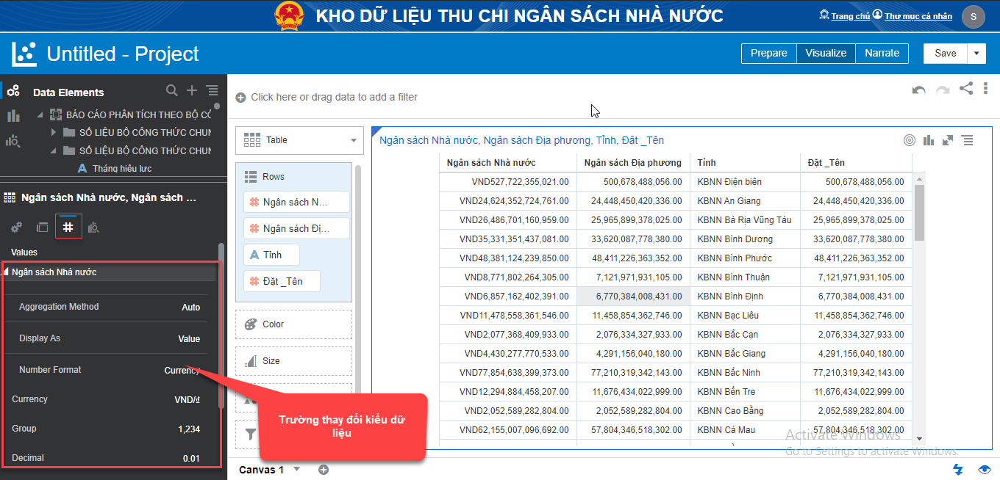 KHO DỮ LIỆU THU CHI NGÂN SÁCH NHÀ NƯỚC
Trang chủ
Thư mục cá nhân
S
Untitled - Project
Prepare
Visualize
Narrate
Save
Data Elements
BÁO CÁO PHÂN TÍCH THEO BỘ CÔ
SỐ LIỆU BỘ CÔNG THỨC CHUN
SỐ LIỆU BỘ CÔNG THỨC CHUN
A Tháng hiệu lực
Ngân sách Nhà nước, Ngân sách ...
Values
Ngân sách Nhà nước
Aggregation Method Auto
Display As Value
Number Format Currency
Currency VND/₫
Group 1,234
Decimal 0.01
Trường thay đổi kiểu dữ
liệu
Click here or drag data to add a filter
Table
Rows
# Ngân sách N...
# Ngân sách Đị...
A Tỉnh
# Đặt _Tên
Color
Size
Ngân sách Nhà nước, Ngân sách Địa phương, Tỉnh, Đặt _Tên
Ngân sách Nhà nước Ngân sách Địa phương Tỉnh Đặt _Tên
VND527,722,355,021.00 500,678,488,056.00 KBNN Điện biên 500,678,488,056.00
VND24,624,352,724,761.00 24,448,450,420,336.00 KBNN An Giang 24,448,450,420,336.00
VND26,486,701,160,959.00 25,965,899,378,025.00 KBNN Bà Rịa Vũng Tàu 25,965,899,378,025.00
VND35,331,351,437,081.00 33,620,087,778,380.00 KBNN Bình Dương 33,620,087,778,380.00
VND48,381,124,239,850.00 48,411,226,363,352.00 KBNN Bình Phước 48,411,226,363,352.00
VND8,771,802,264,305.00 7,121,971,931,105.00 KBNN Bình Thuận 7,121,971,931,105.00
VND6,857,162,402,391.00 6,770,384,008,431.00 KBNN Bình Định 6,770,384,008,431.00
VND11,478,558,361,546.00 11,458,854,362,746.00 KBNN Bạc Liêu 11,458,854,362,746.00
VND2,077,368,409,933.00 2,076,334,327,933.00 KBNN Bắc Cạn 2,076,334,327,933.00
VND4,430,277,770,533.00 4,291,156,040,180.00 KBNN Bắc Giang 4,291,156,040,180.00
VND77,854,638,399,373.00 77,210,319,342,143.00 KBNN Bắc Ninh 77,210,319,342,143.00
VND12,294,884,458,207.00 11,676,434,022,999.00 KBNN Bến Tre 11,676,434,022,999.00
VND2,052,589,282,804.00 2,052,589,282,804.00 KBNN Cao Bằng 2,052,589,282,804.00
VND62,155,007,096,692.00 57,804,346,518,302.00 KBNN Cà Mau 57,804,346,518,302.00
Activate Windows
Go to Settings to activate Windows.
Canvas 1